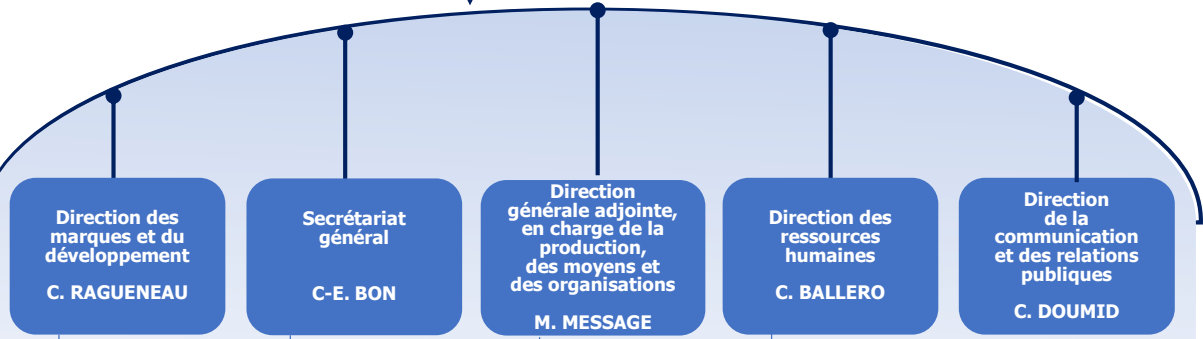 Direction des
marques et du
développement
C. RAGUENEAU
Secrétariat
général
C-E. BON
Direction
générale adjointe,
en charge de la
production,
des moyens et
des organisations
M. MESSAGE
Direction des
ressources
humaines
C. BALLERO
Direction
de la
communication
et des relations
publiques
C. DOUMID